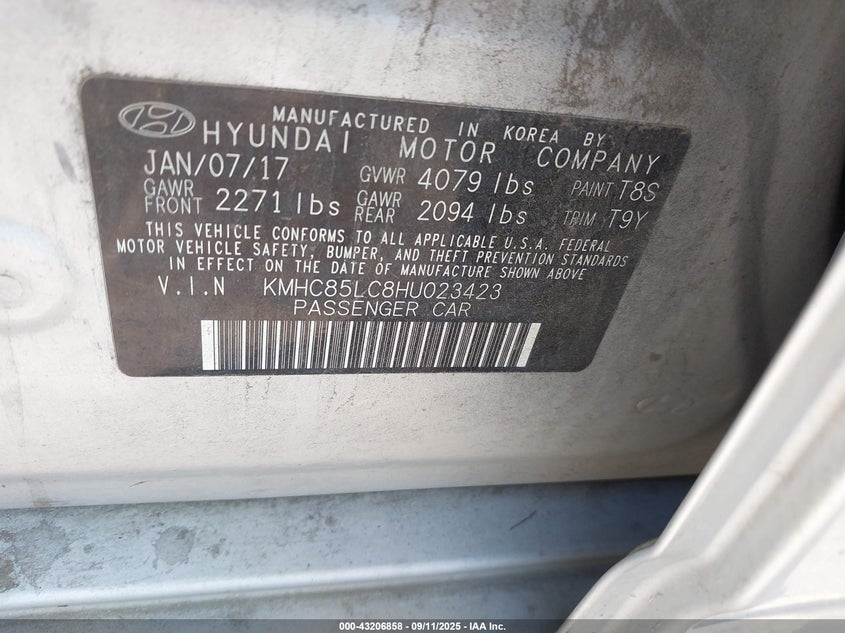 MANUFACTURED IN KOREA BY
HYUNDAI MOTOR COMPANY
JAN/07/17 GVWR 4079 lbs PAINT T8S
GAWR FRONT 2271 lbs GAWR REAR 2094 lbs TRIM T9Y
THIS VEHICLE CONFORMS TO ALL APPLICABLE U.S.A. FEDERAL
MOTOR VEHICLE SAFETY, BUMPER, AND THEFT PREVENTION STANDARDS
IN EFFECT ON THE DATE OF MANUFACTURE SHOWN ABOVE
V.I.N KMHC85LC8HU023423
PASSENGER CAR
000-43206858 - 09/11/2025 - IAA Inc.